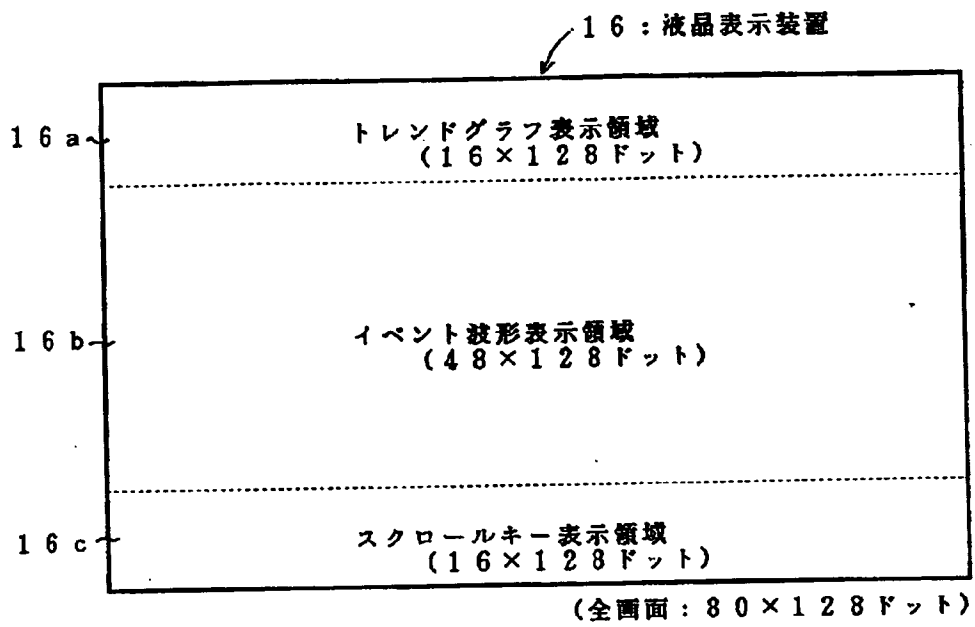 16：液晶表示装置
16a
トレンドグラフ表示領域
(16×128ドット)
16b
イベント波形表示領域
(48×128ドット)
16c
スクロールキー表示領域
(16×128ドット)
(全画面：80×128ドット)